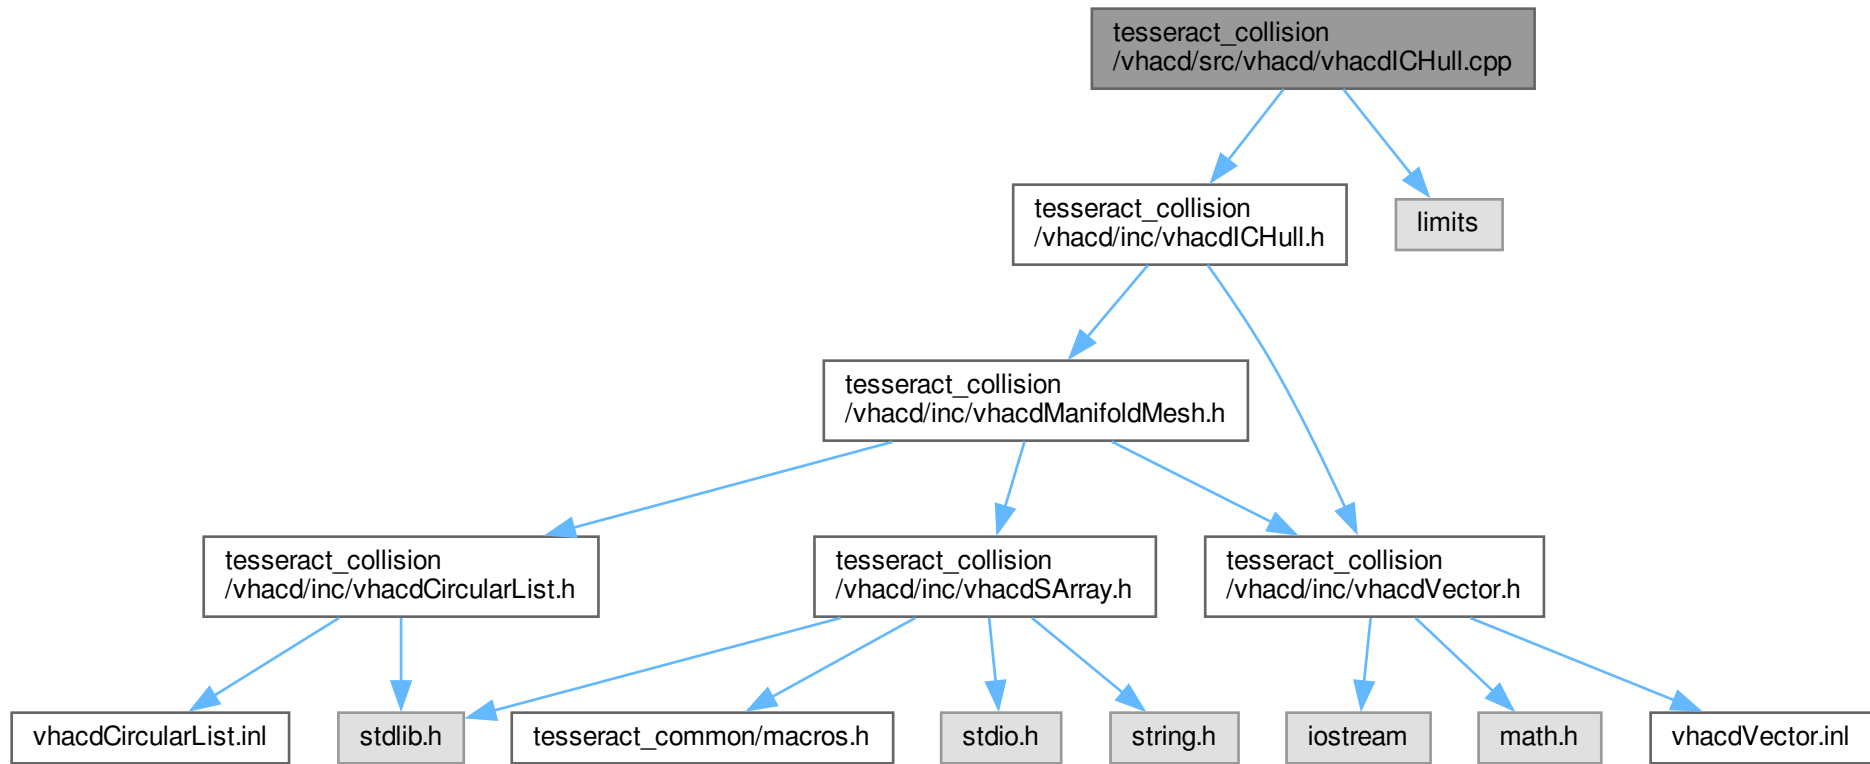 tesseract_collision
/vhacd/src/vhacd/vhacdICHull.cpp
tesseract_collision
/vhacd/inc/vhacdICHull.h
limits
tesseract_collision
/vhacd/inc/vhacdManifoldMesh.h
tesseract_collision
/vhacd/inc/vhacdCircularList.h
tesseract_collision
/vhacd/inc/vhacdSArray.h
tesseract_collision
/vhacd/inc/vhacdVector.h
vhacdCircularList.inl
stdlib.h
tesseract_common/macros.h
stdio.h
string.h
iostream
math.h
vhacdVector.inl